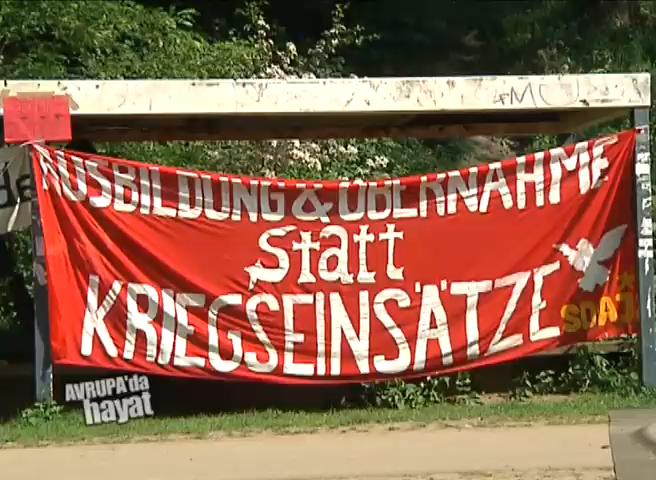 AUSBILDUNG & ÜBERNAHME
statt
KRIEGSEINSÄTZE
SDAJ
AVRUPA'da
hayat